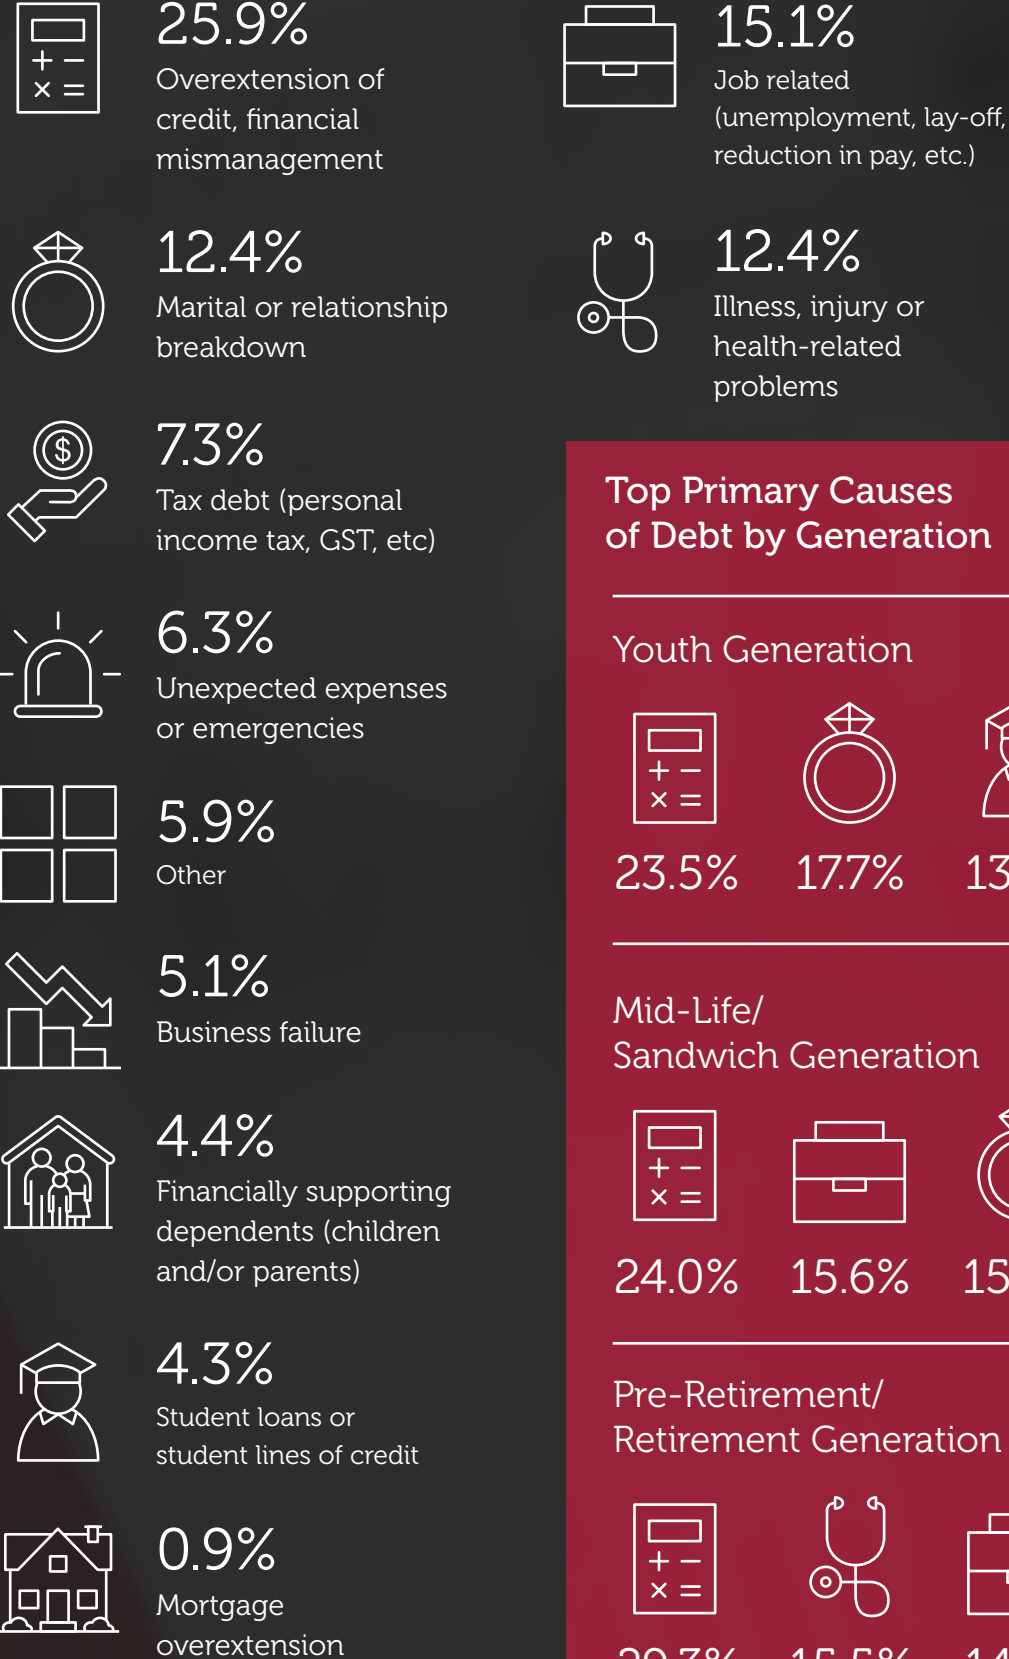 25.9%
Overextension of
credit, financial
mismanagement
15.1%
Job related
(unemployment, lay-off,
reduction in pay, etc.)
12.4%
Marital or relationship
breakdown
12.4%
Illness, injury or
health-related
problems
7.3%
Tax debt (personal
income tax, GST, etc)
6.3%
Unexpected expenses
or emergencies
5.9%
Other
5.1%
Business failure
4.4%
Financially supporting
dependents (children
and/or parents)
4.3%
Student loans or
student lines of credit
0.9%
Mortgage
overextension
Top Primary Causes
of Debt by Generation
Youth Generation
23.5% 17.7%
Mid-Life/
Sandwich Generation
24.0% 15.6%
Pre-Retirement/
Retirement Generation